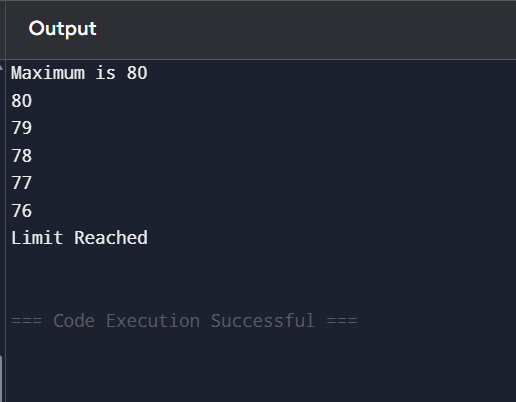 Output
Maximum is 80
80
79
78
77
76
Limit Reached
=== Code Execution Successful ===